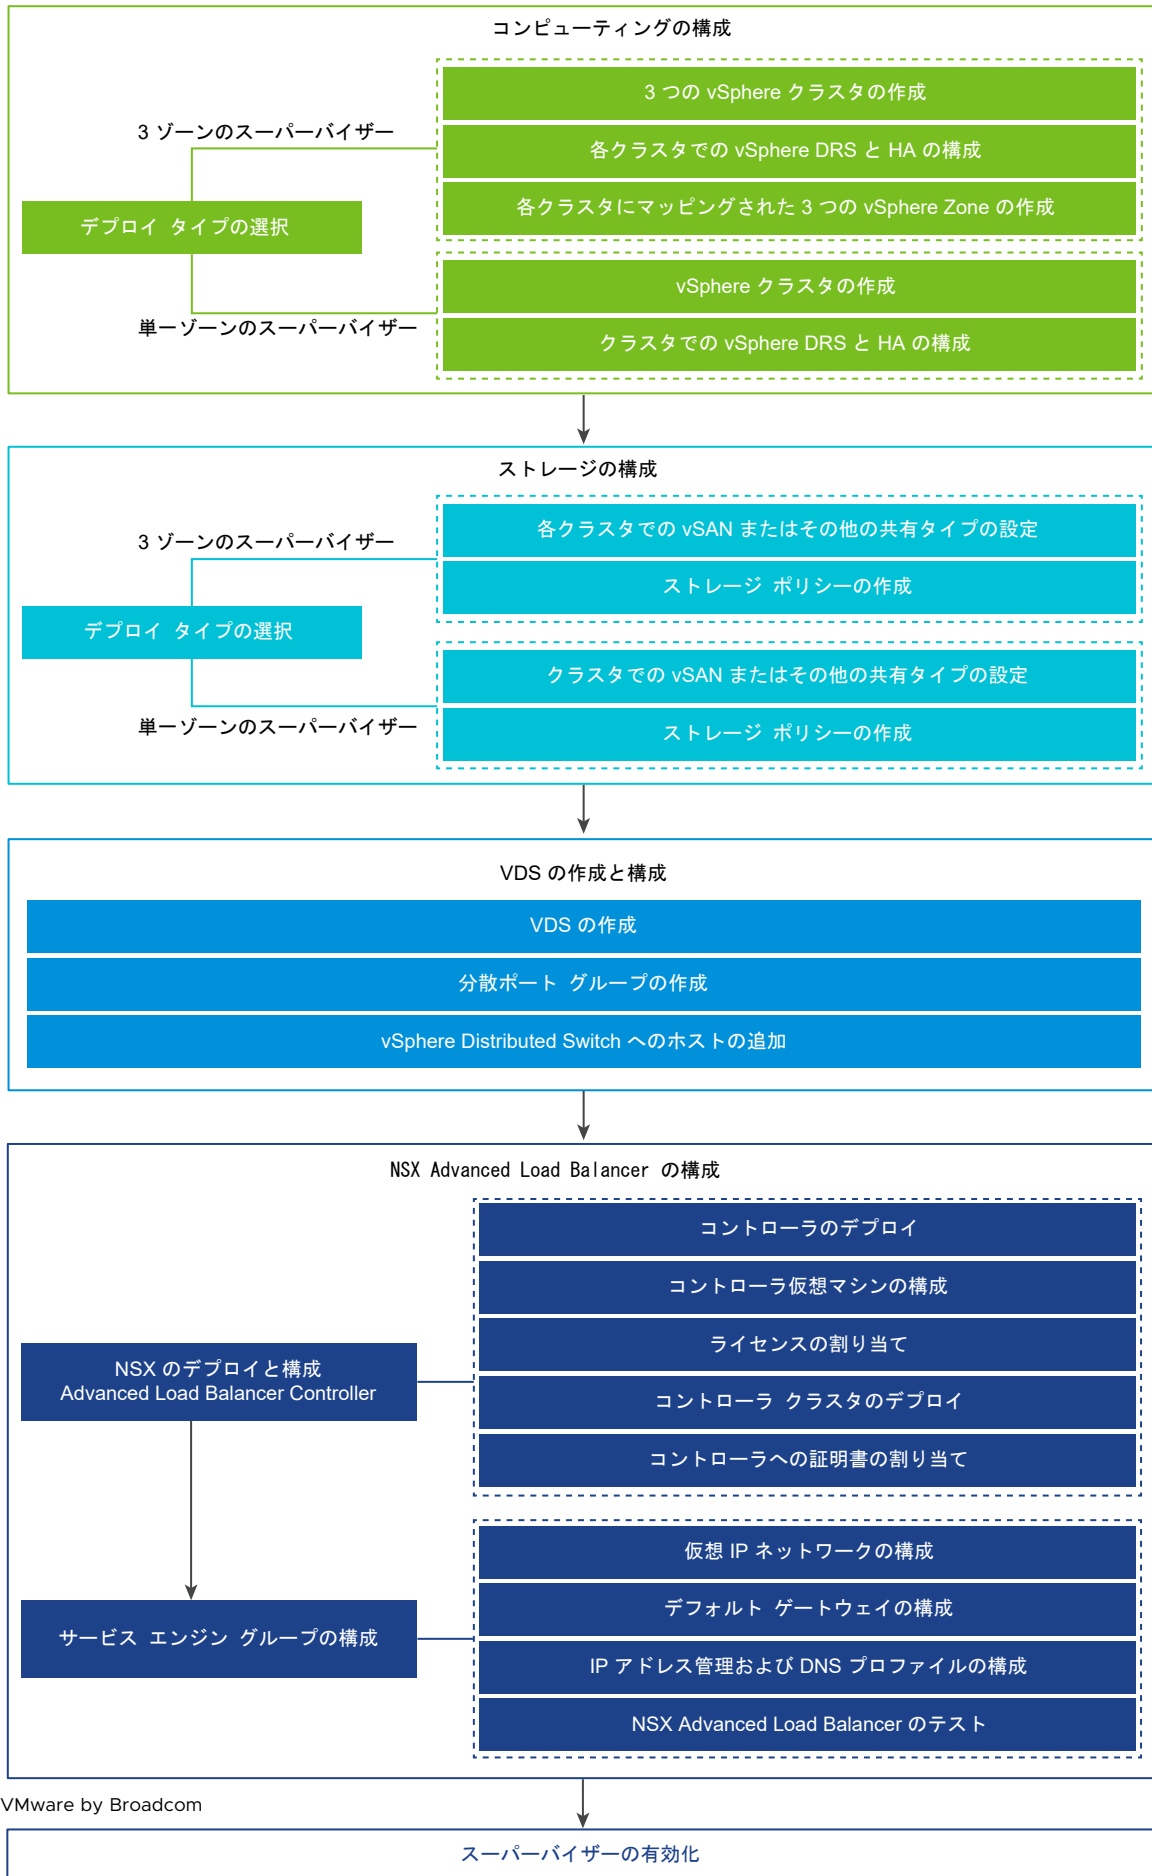 コンピューティングの構成
3 つの vSphere クラスタの作成
3 ゾーンのスーパーバイザー
各クラスタでの vSphere DRS と HA の構成
各クラスタにマッピングされた 3 つの vSphere Zone の作成
デプロイ タイプの選択
vSphere クラスタの作成
単一ゾーンのスーパーバイザー
クラスタでの vSphere DRS と HA の構成
ストレージの構成
各クラスタでの vSAN またはその他の共有タイプの設定
3 ゾーンのスーパーバイザー
ストレージ ポリシーの作成
デプロイ タイプの選択
クラスタでの vSAN またはその他の共有タイプの設定
単一ゾーンのスーパーバイザー
ストレージ ポリシーの作成
VDS の作成と構成
VDS の作成
分散ポート グループの作成
vSphere Distributed Switch へのホストの追加
NSX Advanced Load Balancer の構成
コントローラのデプロイ
コントローラ仮想マシンの構成
ライセンスの割り当て
NSX のデプロイと構成
Advanced Load Balancer Controller
コントローラ クラスタのデプロイ
コントローラへの証明書の割り当て
仮想 IP ネットワークの構成
デフォルト ゲートウェイの構成
サービス エンジン グループの構成
IP アドレス管理および DNS プロファイルの構成
NSX Advanced Load Balancer のテスト
VMware by Broadcom
スーパーバイザーの有効化